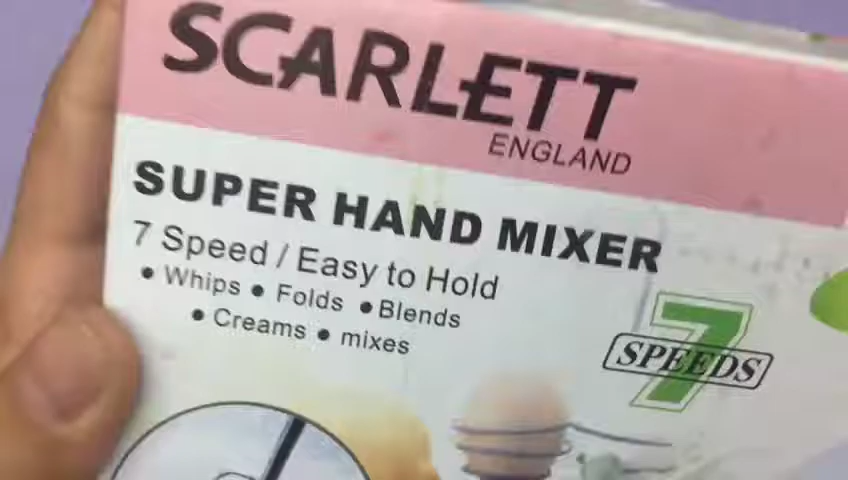 SCARLETT
ENGLAND
SUPER HAND MIXER
7 Speed / Easy to Hold
• Whips • Folds • Blends
• Creams • mixes
7
SPEEDS